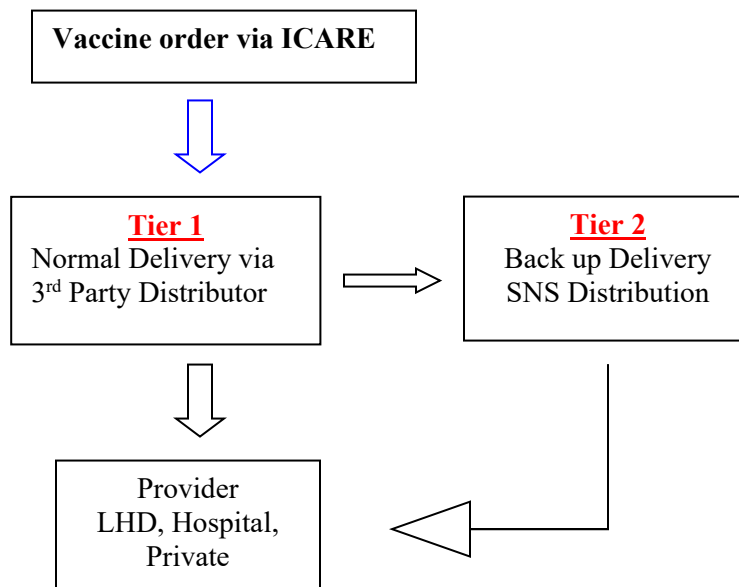 Vaccine order via ICARE
Tier 1
Normal Delivery via
3rd Party Distributor
Tier 2
Back up Delivery
SNS Distribution
Provider
LHD, Hospital,
Private